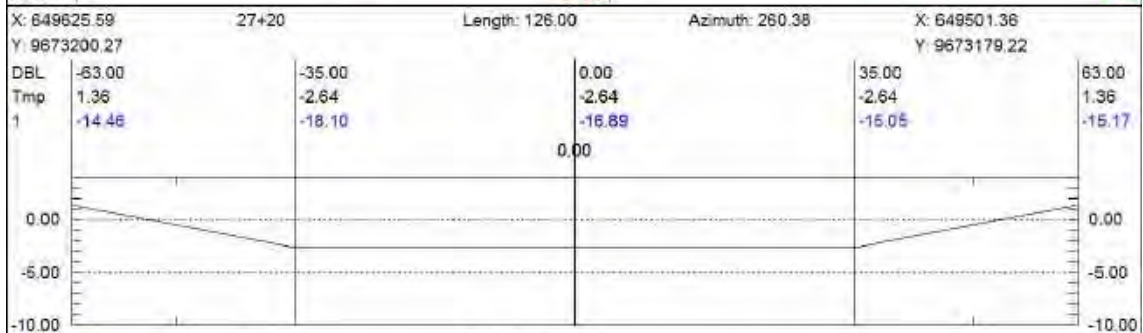 X: 649625.59 27+20 Length: 126.00 Azimuth: 260.38 X: 649501.36
Y: 9673200.27 Y: 9673179.22
DBL -63.00 -35.00 0.00 35.00 63.00
Tmp 1.36 -2.64 -2.64 -2.64 1.36
1 -14.46 -18.10 -16.89 -15.05 -15.17
0.00
0.00 0.00
-5.00 -5.00
-10.00 -10.00